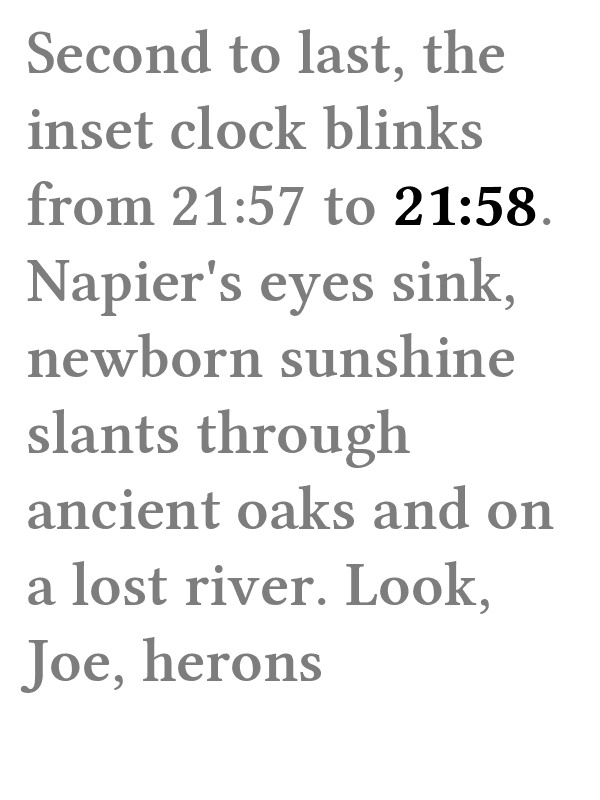 Second to last, the
inset clock blinks
from 21:57 to 21:58.
Napier's eyes sink,
newborn sunshine
slants through
ancient oaks and on
a lost river. Look,
Joe, herons